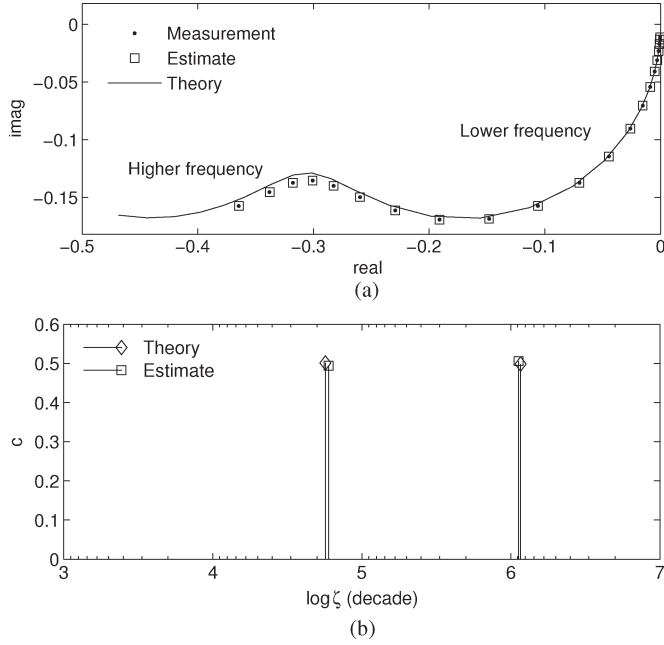 0
−0.05
−0.1
−0.15
imag
Measurement
Estimate
Theory
Lower frequency
Higher frequency
−0.5
−0.4
−0.3
−0.2
−0.1
0
real
(a)
0.6
0.5
0.4
0.3
0.2
0.1
0
c
Theory
Estimate
3
4
5
6
7
log ζ (decade)
(b)